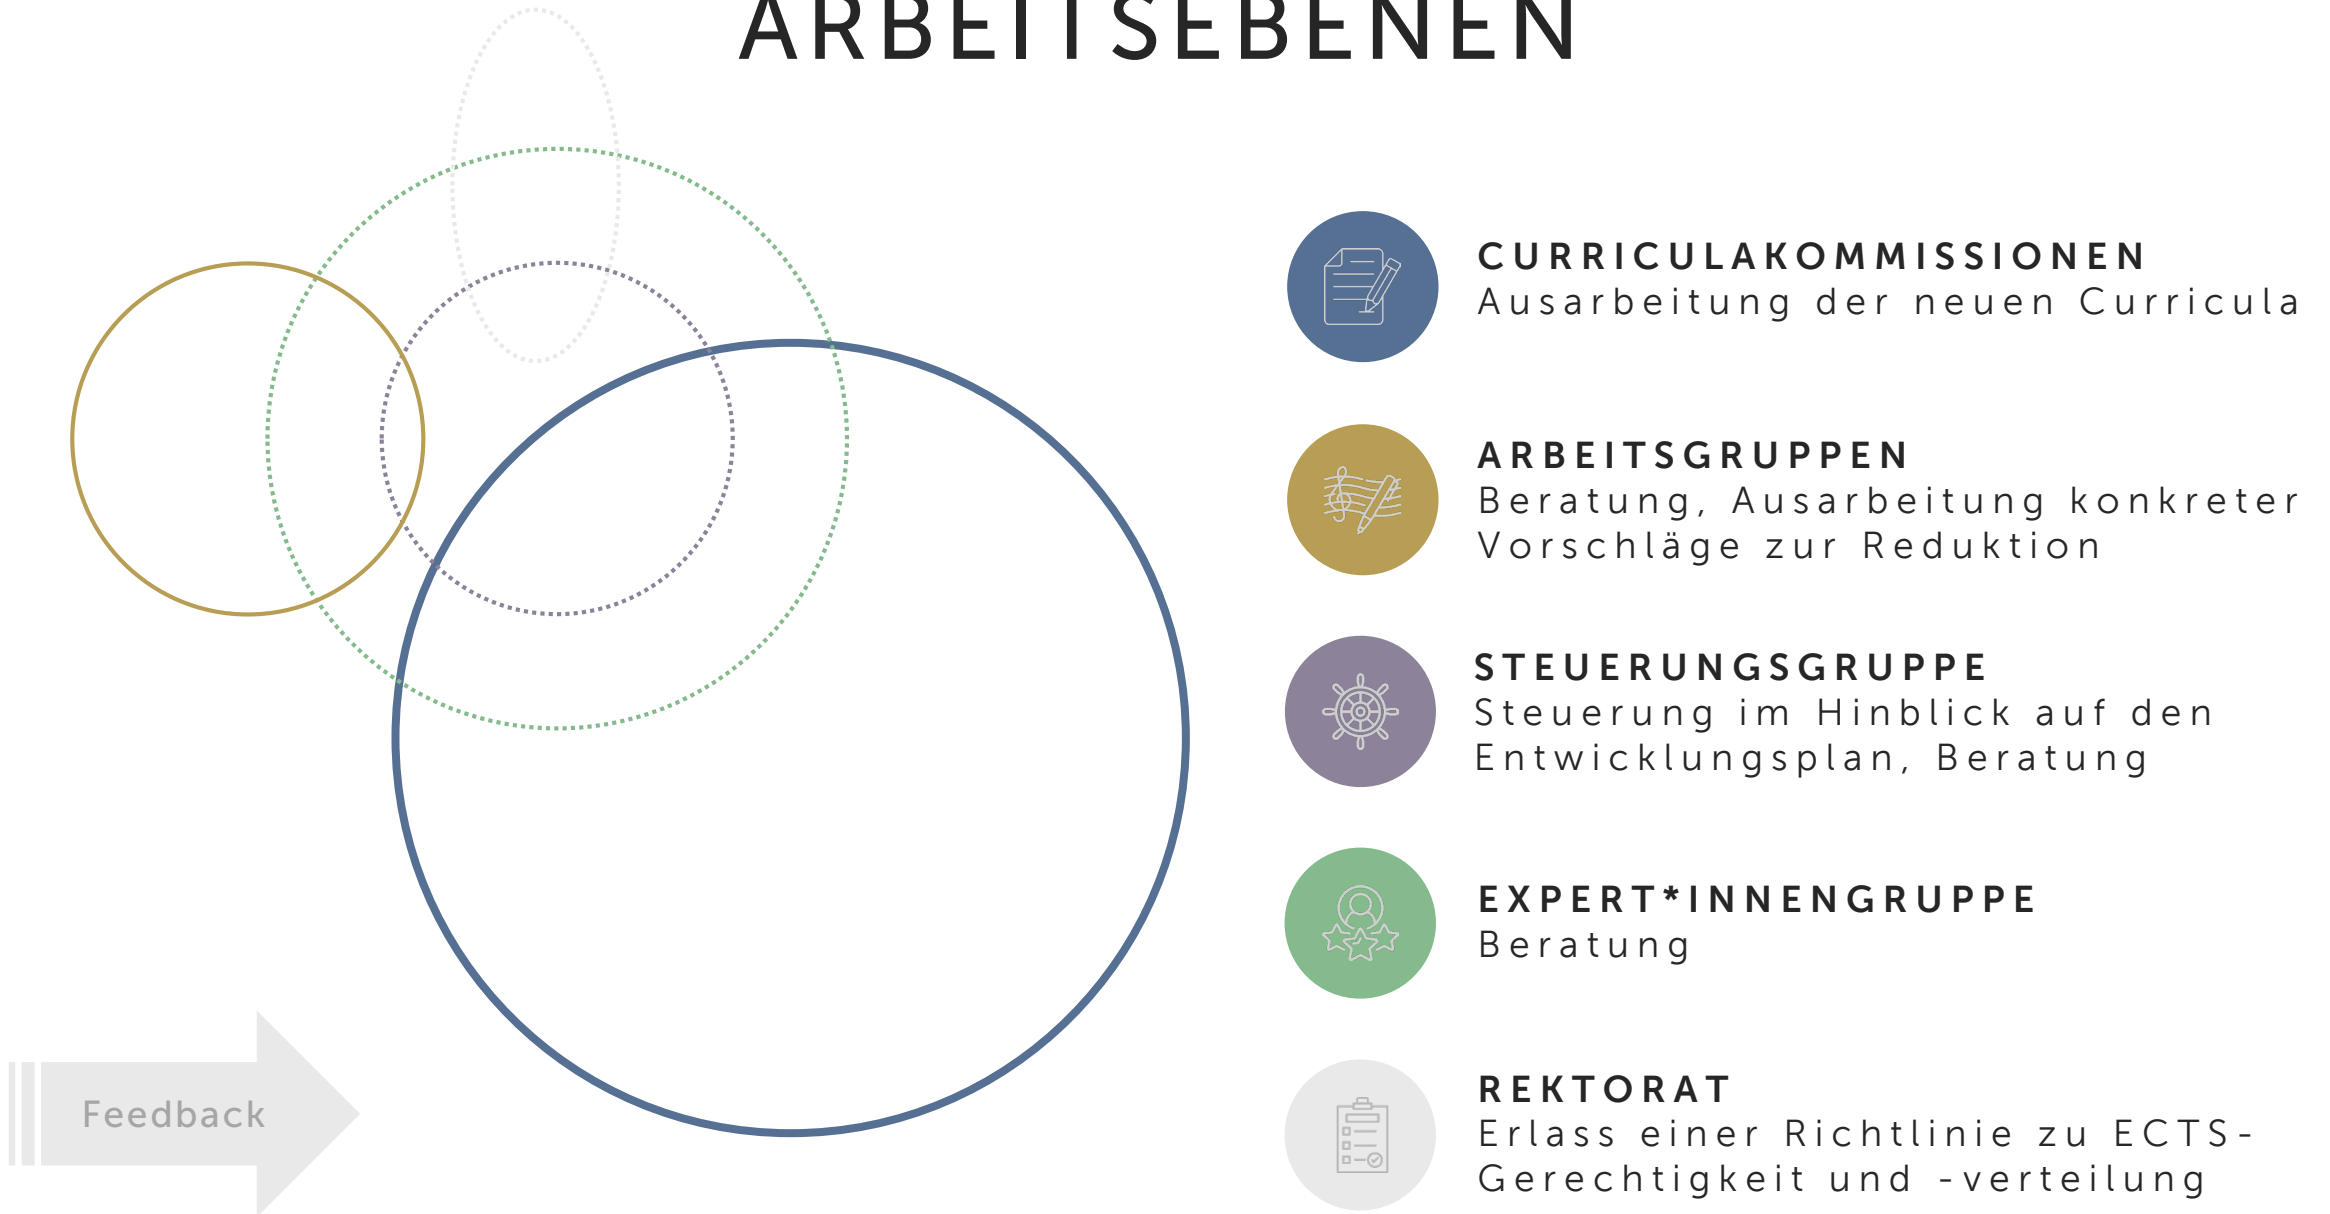 ARBEITSEBENEN
CURRICULAKOMMISSIONEN
Ausarbeitung der neuen Curricula
ARBEITSGRUPPEN
Beratung, Ausarbeitung konkreter
Vorschläge zur Reduktion
STEUERUNGSGRUPPE
Steuerung im Hinblick auf den
Entwicklungsplan, Beratung
EXPERT*INNENGRUPPE
Beratung
REKTORAT
Erlass einer Richtlinie zu ECTS-
Gerechtigkeit und -verteilung
Feedback